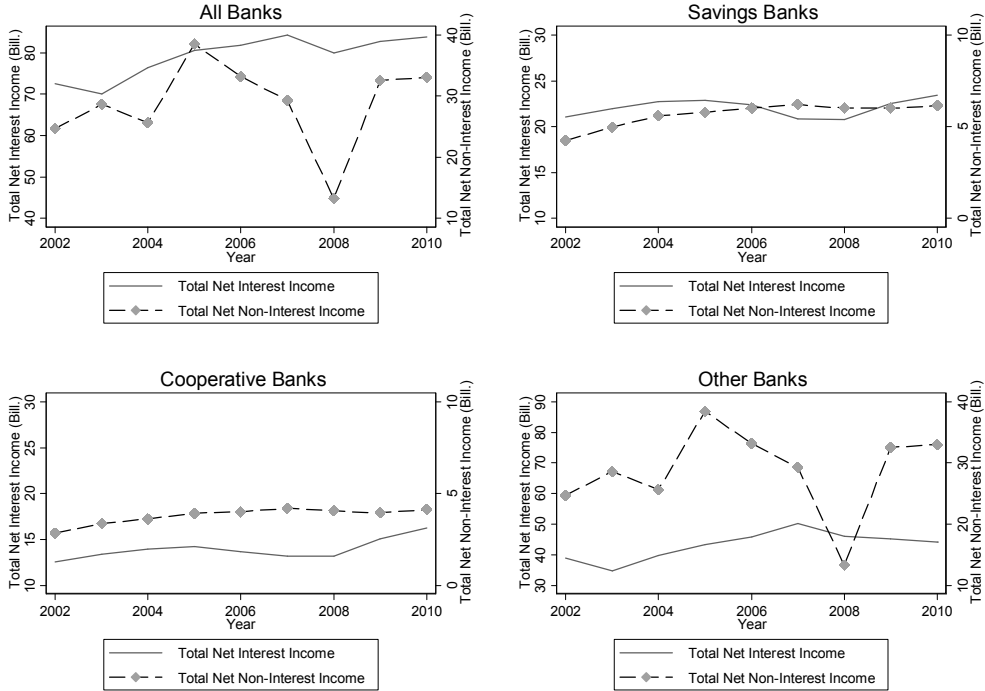 All Banks
Total Net Interest Income (Bill.)
40 50 60 70 80
10 20 30 40
Total Net Non-Interest Income (Bill.)
2002 2004 2006 2008 2010
Year
Total Net Interest Income
Total Net Non-Interest Income
Savings Banks
Total Net Interest Income (Bill.)
10 15 20 25 30
0 5 10
Total Net Non-Interest Income (Bill.)
2002 2004 2006 2008 2010
Year
Total Net Interest Income
Total Net Non-Interest Income
Cooperative Banks
Total Net Interest Income (Bill.)
10 15 20 25 30
0 5 10
Total Net Non-Interest Income (Bill.)
2002 2004 2006 2008 2010
Year
Total Net Interest Income
Total Net Non-Interest Income
Other Banks
Total Net Interest Income (Bill.)
30 40 50 60 70 80 90
10 20 30 40
Total Net Non-Interest Income (Bill.)
2002 2004 2006 2008 2010
Year
Total Net Interest Income
Total Net Non-Interest Income